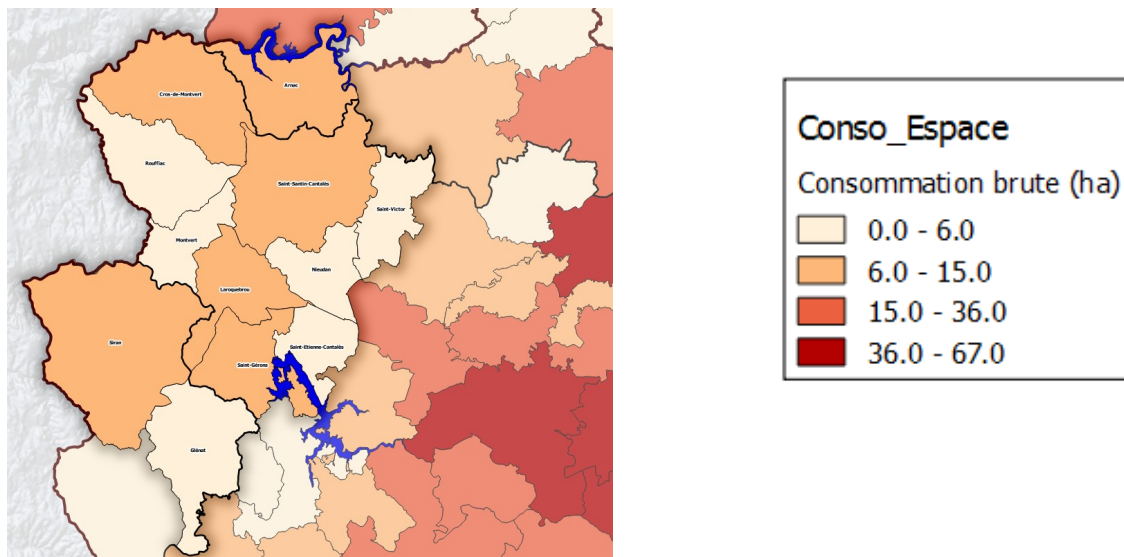 Arnac
Cros-de-Montvert
Rouffiac
Saint-Santin-Cantalès
Saint-Victor
Montvert
Nieudan
Laroquebrou
Siran
Saint-Etienne-Cantalès
Saint-Gérons
Glénat
Conso_Espace
Consommation brute (ha)
0.0 - 6.0
6.0 - 15.0
15.0 - 36.0
36.0 - 67.0